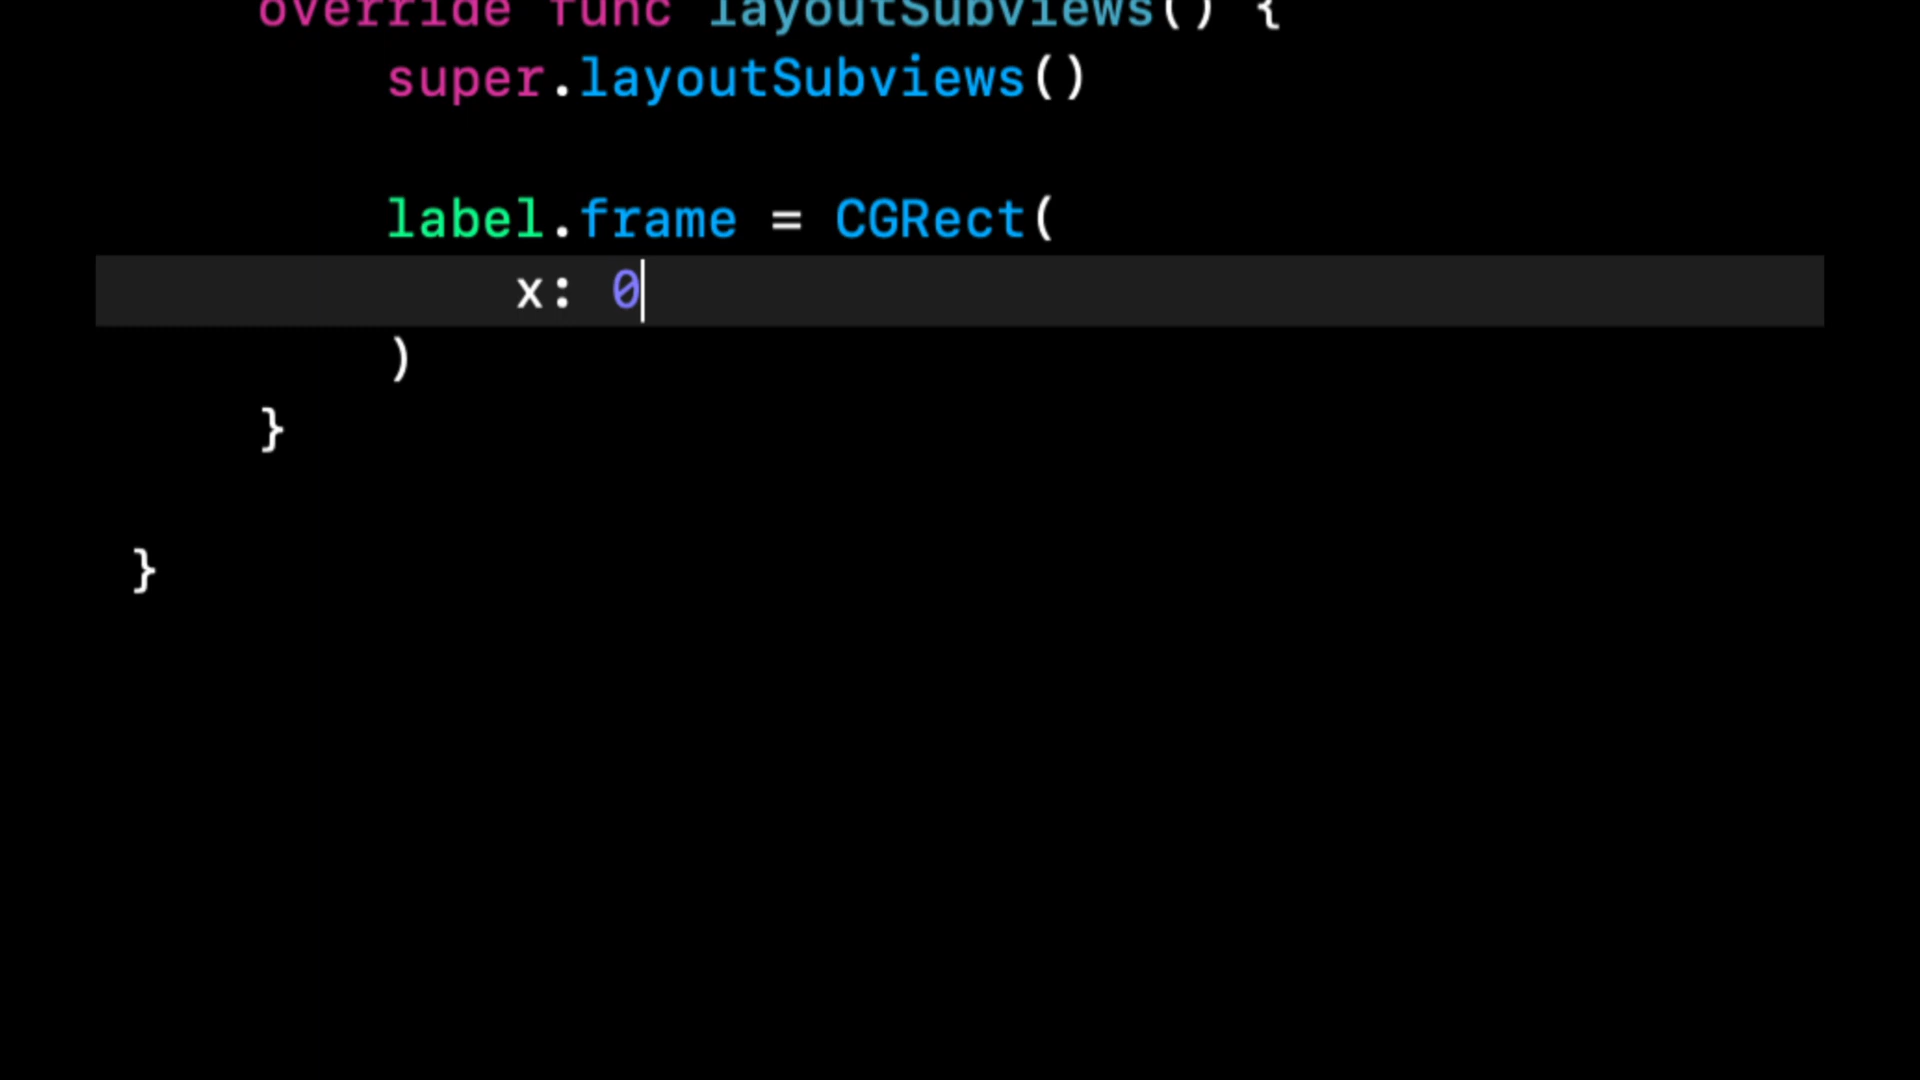 override func layoutSubviews() {
super.layoutSubviews()
label.frame = CGRect(
x: 0
)
}
}